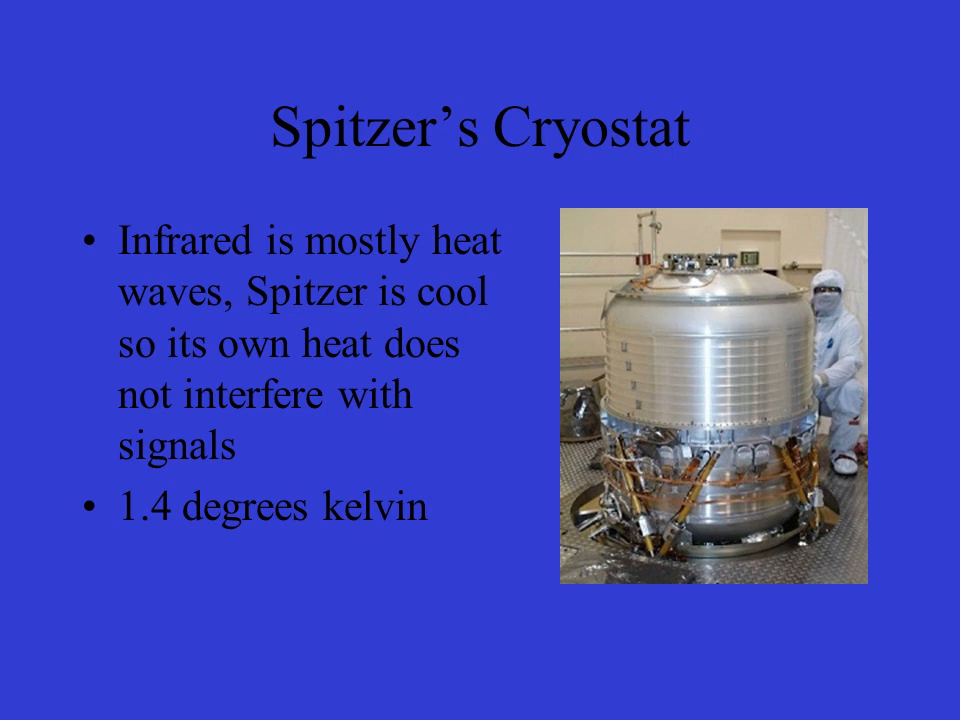 Spitzer’s Cryostat
• Infrared is mostly heat
waves, Spitzer is cool
so its own heat does
not interfere with
signals
• 1.4 degrees kelvin